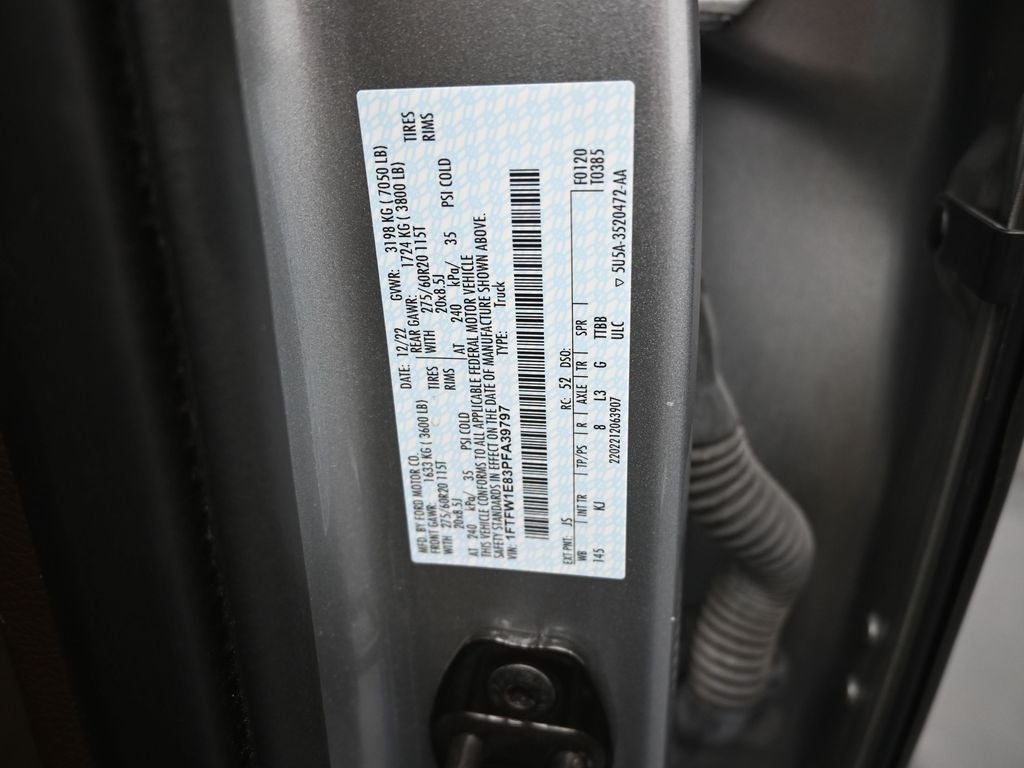 MFD. BY FORD MOTOR CO. DATE: 12/22 GVWR: 3198 KG ( 7050 LB)
FRONT GAWR: 1633 KG ( 3600 LB) REAR GAWR: 1724 KG ( 3800 LB)
WITH 275/60R20 115T TIRES WITH 275/60R20 115T TIRES
20x8.5J RIMS 20x8.5J RIMS
AT 240 kPa/ 35 PSI COLD AT 240 kPa/ 35 PSI COLD
THIS VEHICLE CONFORMS TO ALL APPLICABLE FEDERAL MOTOR VEHICLE
SAFETY STANDARDS IN EFFECT ON THE DATE OF MANUFACTURE SHOWN ABOVE.
VIN: 1FTFW1E83PFA39797 TYPE: Truck
EXT PNT: JS RC: 52 DSO: F0120
WB INT TR TP/PS R AXLE TR SPR T0385
145 KJ 8 L3 G TTBB
2202212063907 ULC ▽ 5U5A-3520472-AA